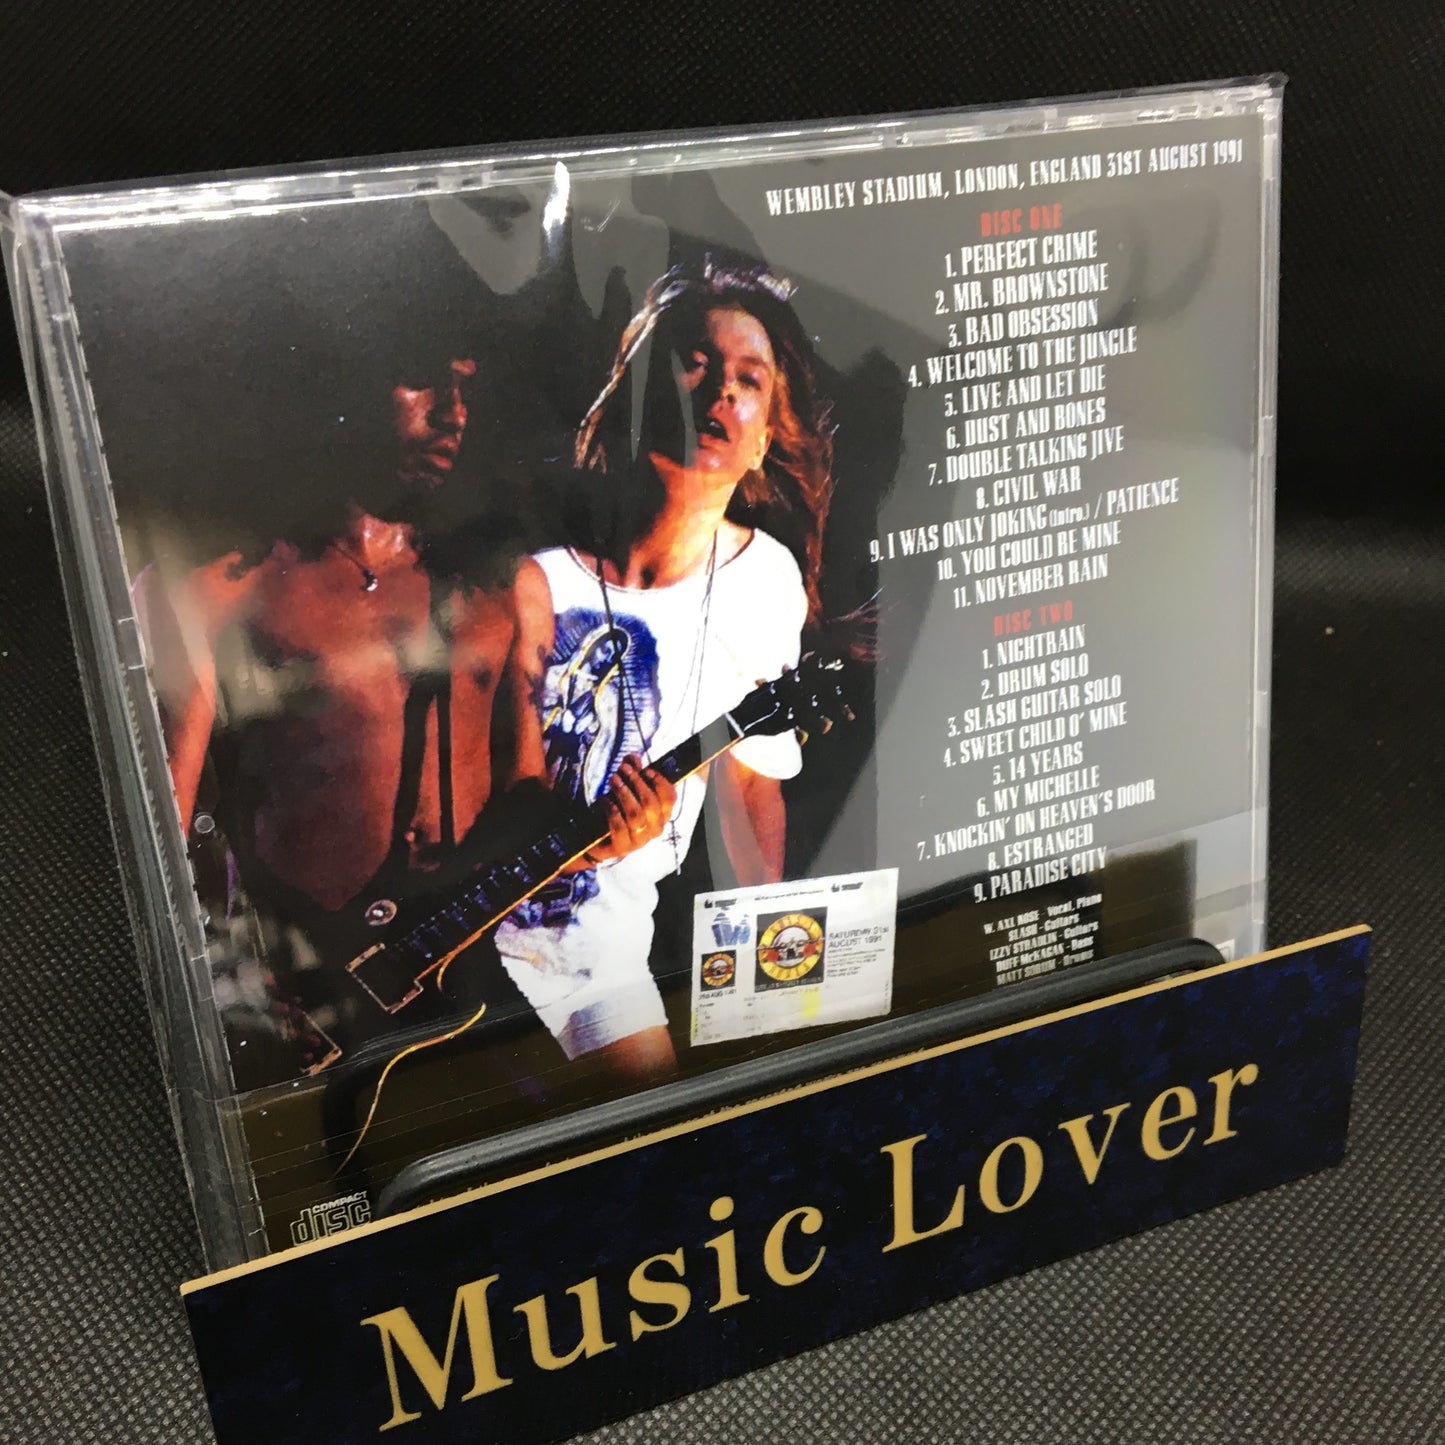 WEMBLEY STADIUM, LONDON, ENGLAND 31ST AUGUST 1991
DISC ONE
1. PERFECT CRIME
2. MR. BROWNSTONE
3. BAD OBSESSION
4. WELCOME TO THE JUNGLE
5. LIVE AND LET DIE
6. DUST AND BONES
7. DOUBLE TALKING JIVE
8. CIVIL WAR
9. I WAS ONLY JOKING (Intro.) / PATIENCE
10. YOU COULD BE MINE
11. NOVEMBER RAIN
DISC TWO
1. NIGHTRAIN
2. DRUM SOLO
3. SLASH GUITAR SOLO
4. SWEET CHILD O' MINE
5. 14 YEARS
6. MY MICHELLE
7. KNOCKIN' ON HEAVEN'S DOOR
8. ESTRANGED
9. PARADISE CITY
W. AXL ROSE - Vocal, Piano
SLASH - Guitars
IZZY STRADLIN - Guitars
DUFF McKAGAN - Bass
MATT SORUM - Drums
SATURDAY 31st
AUGUST 1991
COMPACT
disc
Music Lover